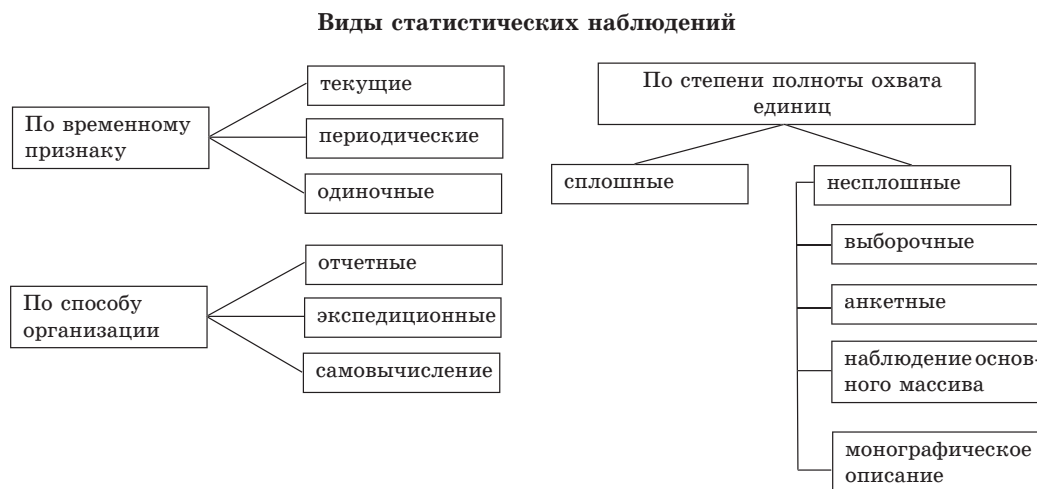 Виды статистических наблюдений
По временному
признаку
текущие
периодические
одиночные
По способу
организации
отчетные
экспедиционные
самовычисление
По степени полноты охвата
единиц
сплошные
несплошные
выборочные
анкетные
наблюдение основ-
ного массива
монографическое
описание